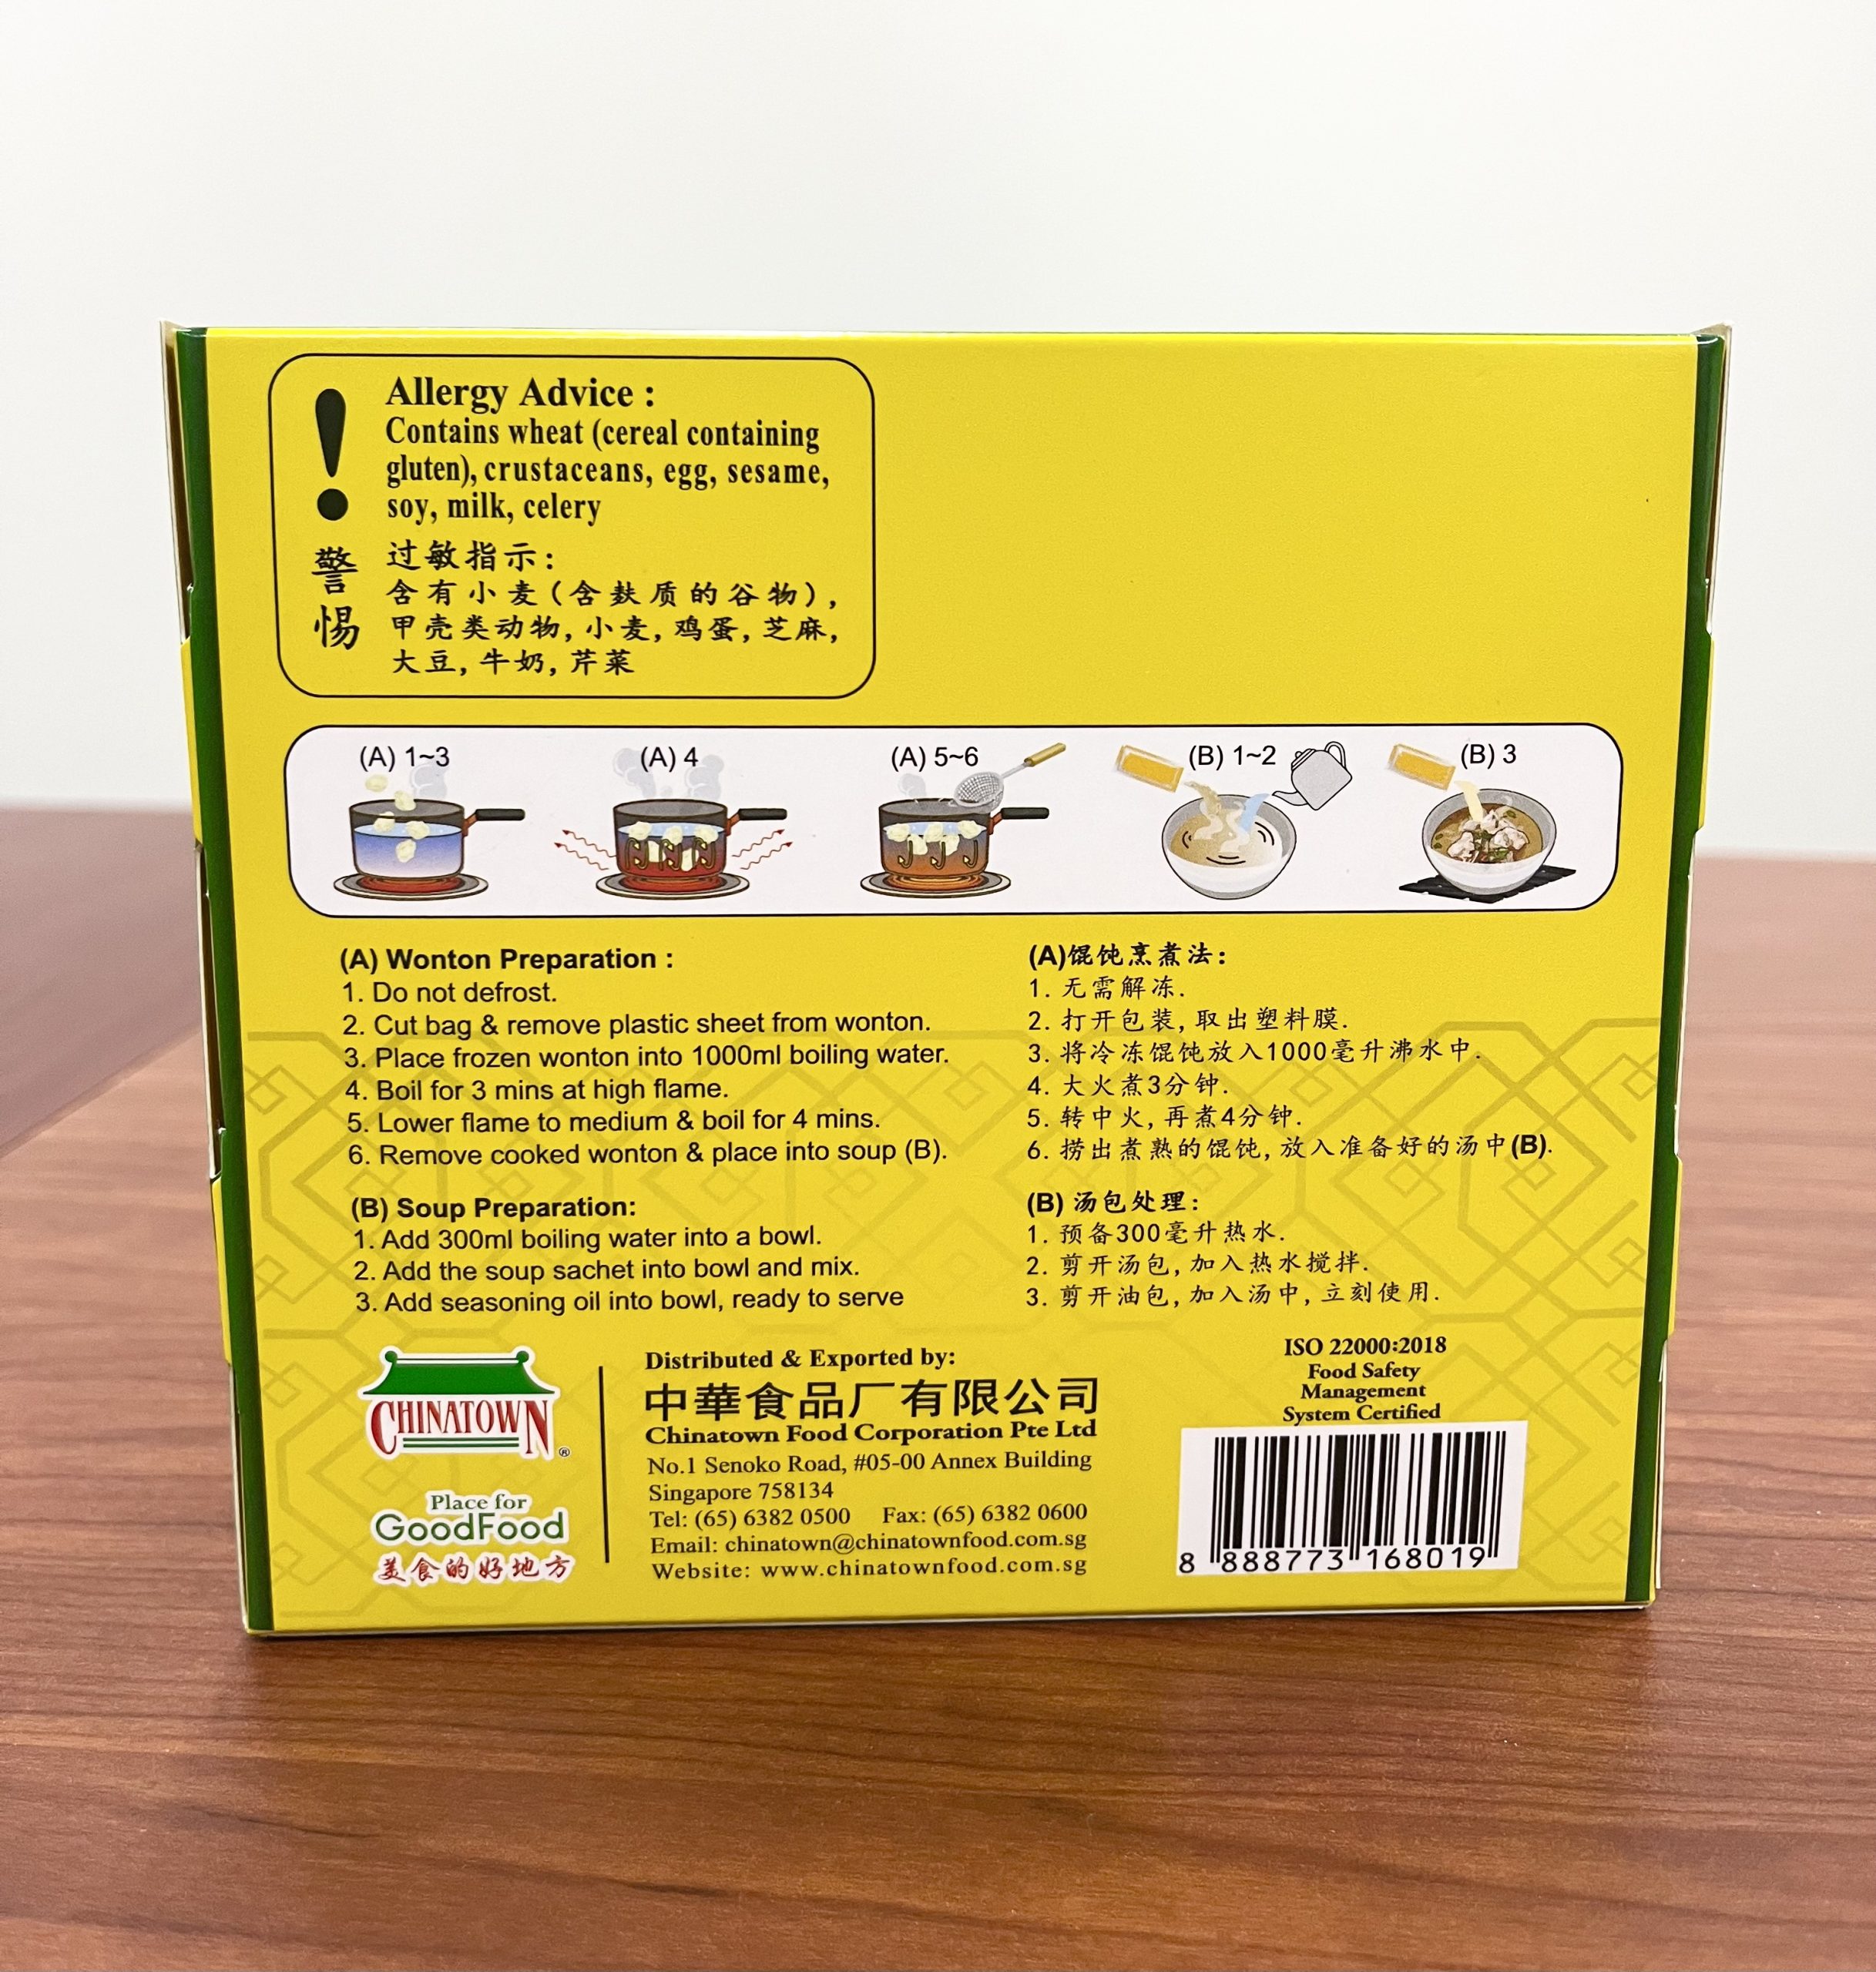 Allergy Advice :
Contains wheat (cereal containing
gluten), crustaceans, egg, sesame,
soy, milk, celery
警
惕
过敏指示:
含有小麦(含麸质的谷物),
甲壳类动物, 小麦, 鸡蛋, 芝麻,
大豆, 牛奶, 芹菜
(A) 1~3
(A) 4
(A) 5~6
(B) 1~2
(B) 3
(A) Wonton Preparation :
1. Do not defrost.
2. Cut bag & remove plastic sheet from wonton.
3. Place frozen wonton into 1000ml boiling water.
4. Boil for 3 mins at high flame.
5. Lower flame to medium & boil for 4 mins.
6. Remove cooked wonton & place into soup (B).
(B) Soup Preparation:
1. Add 300ml boiling water into a bowl.
2. Add the soup sachet into bowl and mix.
3. Add seasoning oil into bowl, ready to serve
(A)馄饨烹煮法:
1. 无需解冻.
2. 打开包装, 取出塑料膜.
3. 将冷冻馄饨放入1000毫升沸水中.
4. 大火煮3分钟.
5. 转中火, 再煮4分钟.
6. 捞出煮熟的馄饨, 放入准备好的汤中(B).
(B) 汤包处理:
1. 预备300毫升热水.
2. 剪开汤包, 加入热水搅拌.
3. 剪开油包, 加入汤中, 立刻使用.
CHINATOWN ®
Place for
GoodFood
美食的好地方
Distributed & Exported by:
中華食品厂有限公司
Chinatown Food Corporation Pte Ltd
No.1 Senoko Road, #05-00 Annex Building
Singapore 758134
Tel: (65) 6382 0500 Fax: (65) 6382 0600
Email: chinatown@chinatownfood.com.sg
Website: www.chinatownfood.com.sg
ISO 22000:2018
Food Safety
Management
System Certified
8 888773 168019